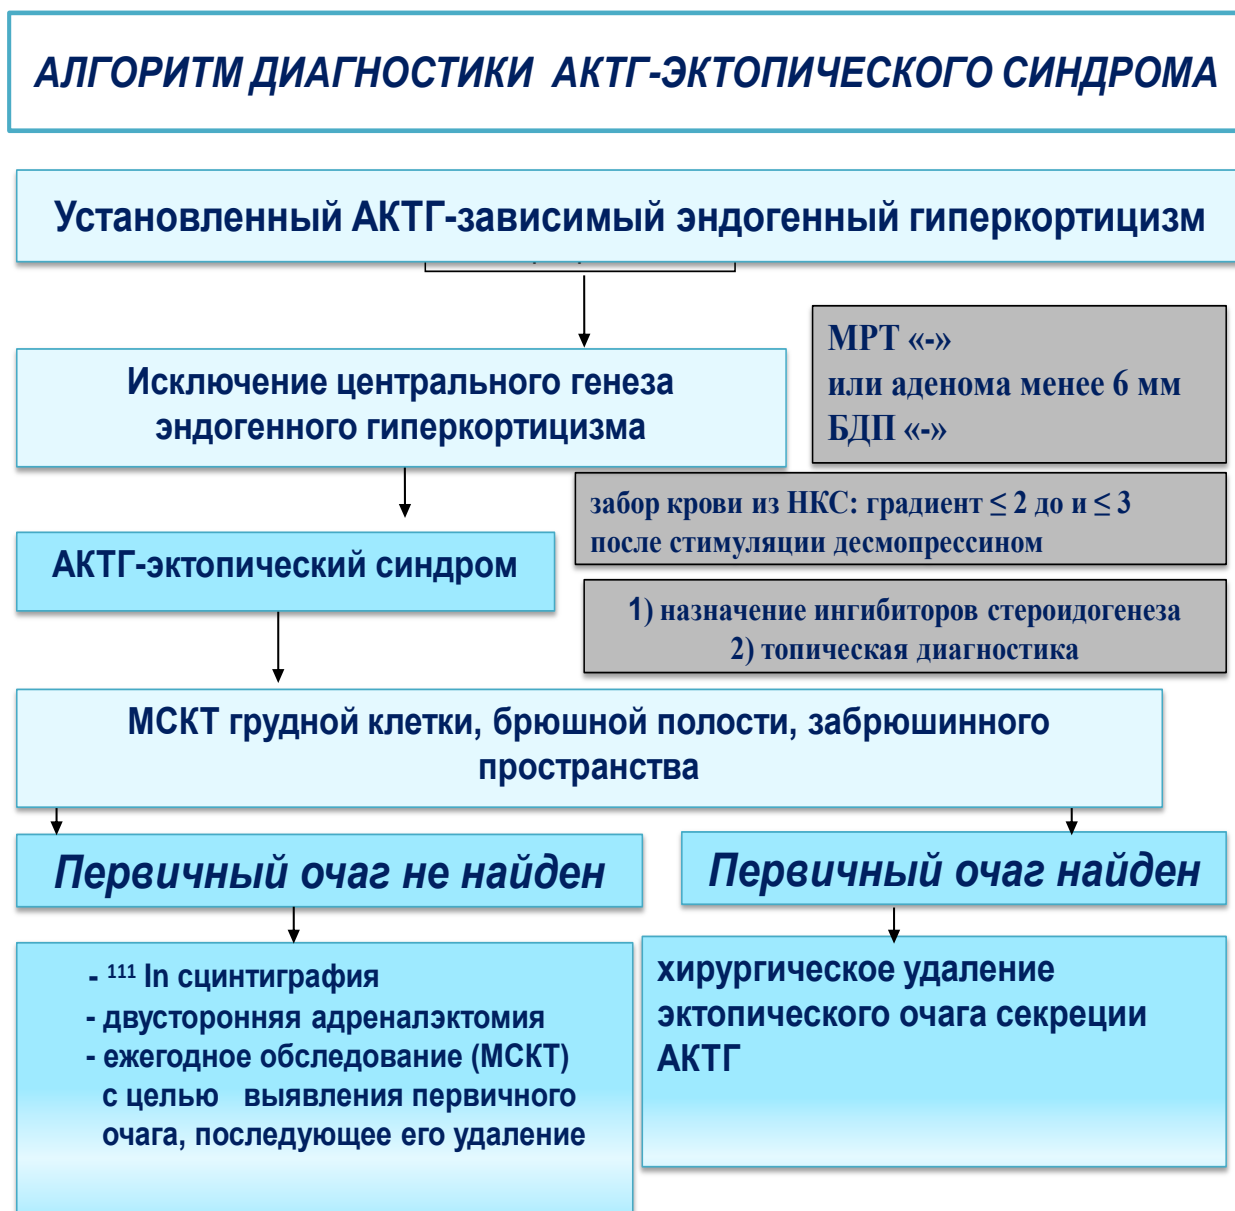 АЛГОРИТМ ДИАГНОСТИКИ АКТГ-ЭКТОПИЧЕСКОГО СИНДРОМА
Установленный АКТГ-зависимый эндогенный гиперкортицизм
МРТ «-»
или аденома менее 6 мм
БДП «-»
Исключение центрального генеза
эндогенного гиперкортицизма
забор крови из НКС: градиент ≤ 2 до и ≤ 3
после стимуляции десмопрессином
АКТГ-эктопический синдром
1) назначение ингибиторов стероидогенеза
2) топическая диагностика
МСКТ грудной клетки, брюшной полости, забрюшинного
пространства
Первичный очаг не найден
Первичный очаг найден
- ¹¹¹ In сцинтиграфия
- двусторонняя адреналэктомия
- ежегодное обследование (МСКТ)
с целью выявления первичного
очага, последующее его удаление
хирургическое удаление
эктопического очага секреции
АКТГ